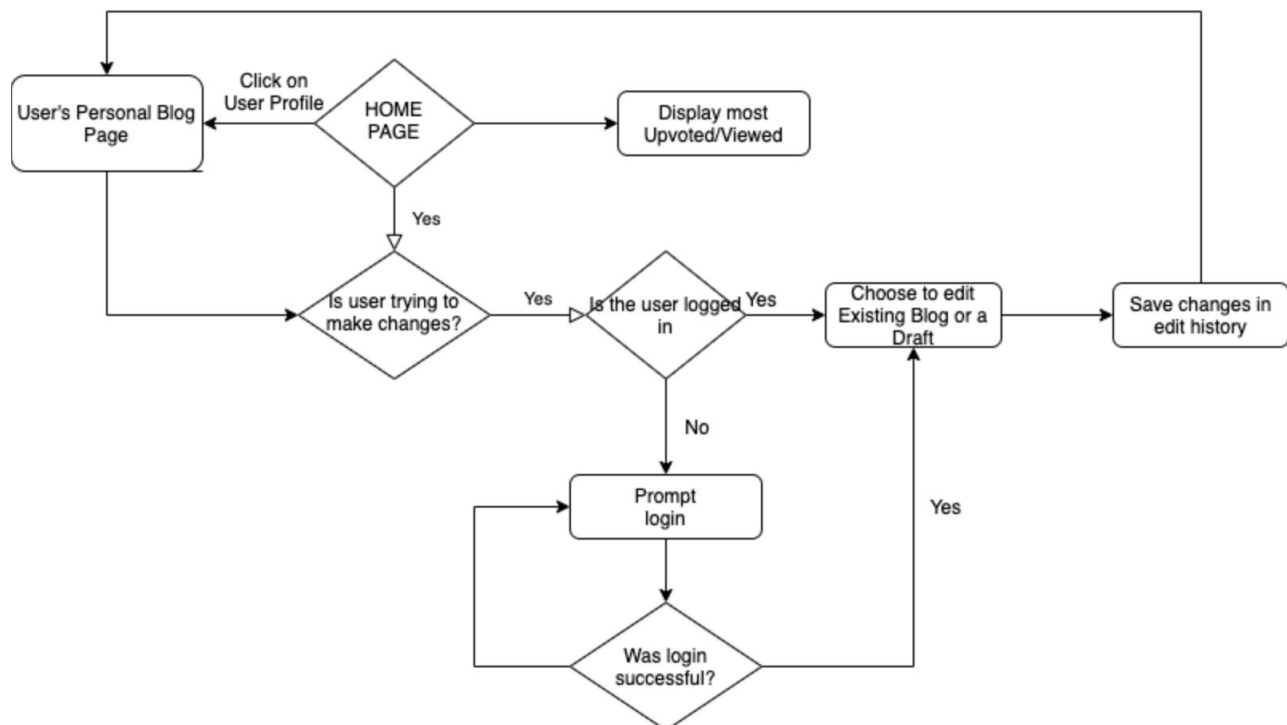 Click on
User Profile
User's Personal Blog
Page
HOME
PAGE
Display most
Upvoted/Viewed
Yes
Is user trying to
make changes?
Yes
Is the user logged
in
Yes
Choose to edit
Existing Blog or a
Draft
Save changes in
edit history
No
Prompt
login
Yes
Was login
successful?